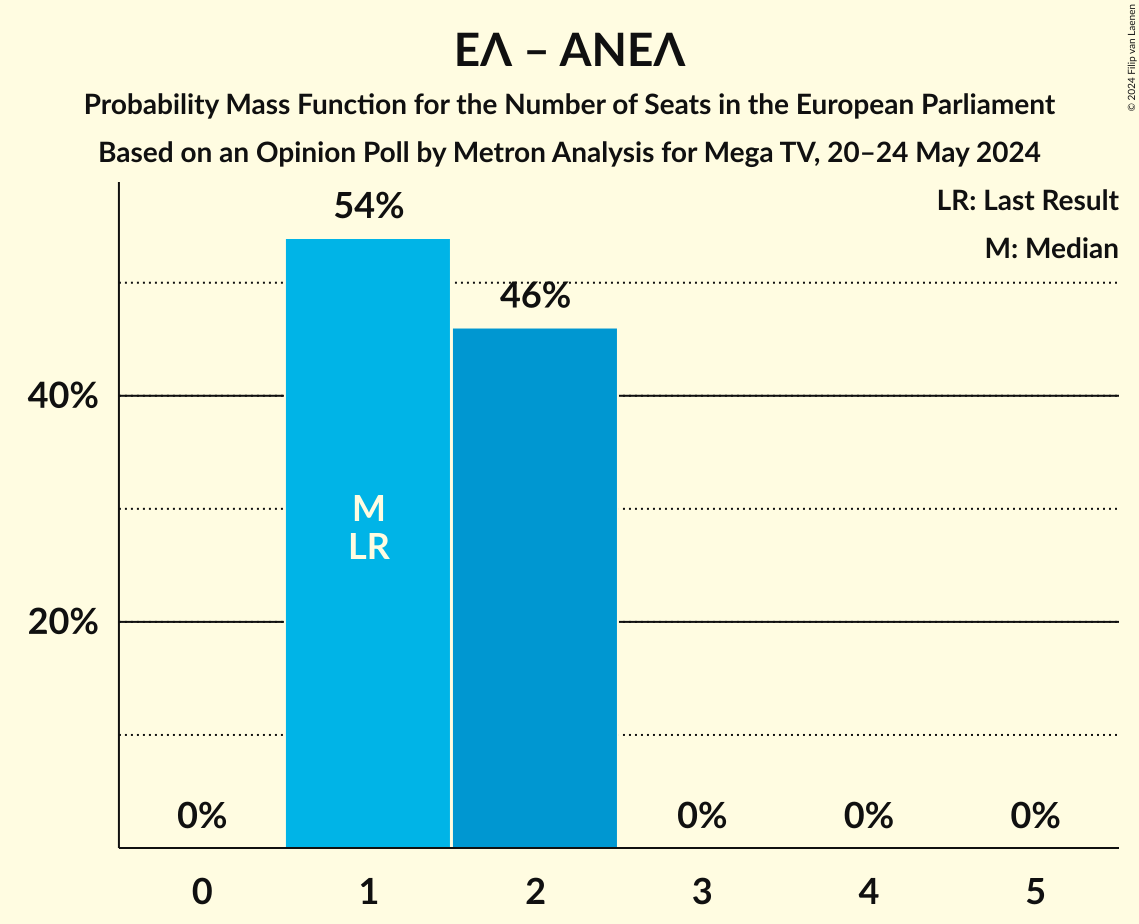 ΕΛ – ΑΝΕΛ
Probability Mass Function for the Number of Seats in the European Parliament
Based on an Opinion Poll by Metron Analysis for Mega TV, 20–24 May 2024
© 2024 Filip van Laenen
LR: Last Result
M: Median
54%
46%
40%
20%
M
LR
0%
0%
0%
0%
0
1
2
3
4
5